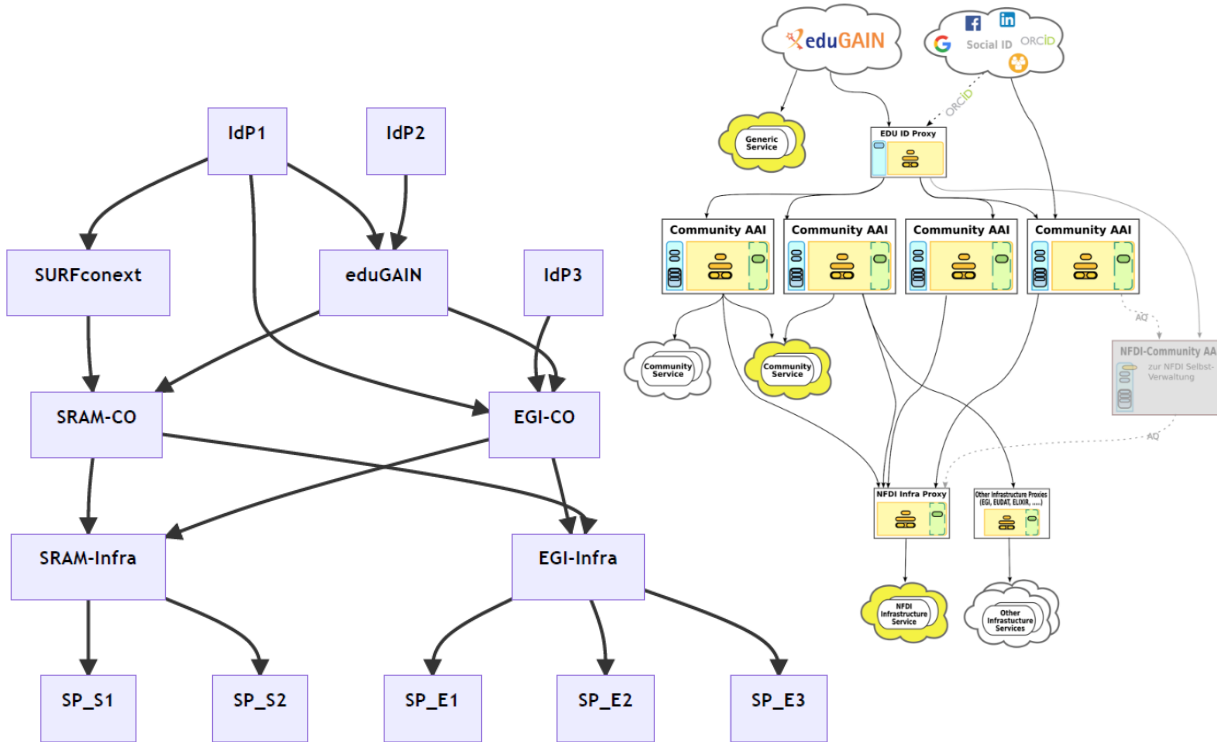 IdP1
IdP2
SURFconext
eduGAIN
IdP3
SRAM-CO
EGI-CO
SRAM-Infra
EGI-Infra
SP_S1
SP_S2
SP_E1
SP_E2
SP_E3
eduGAIN
Social ID
ORCiD
ORCiD
Generic
Service
EDU ID Proxy
Community AAI
Community AAI
Community AAI
Community AAI
AQ
NFDI-Community AA
zur NFDI Selbst-
Verwaltung
Community
Service
Community
Service
AQ
NFDI Infra Proxy
Other Infrastructure Proxies
(EGI, EUDAT, ELIXIR, .....)
NFDI
Infrastructure
Service
Other
Infrastucture
Services